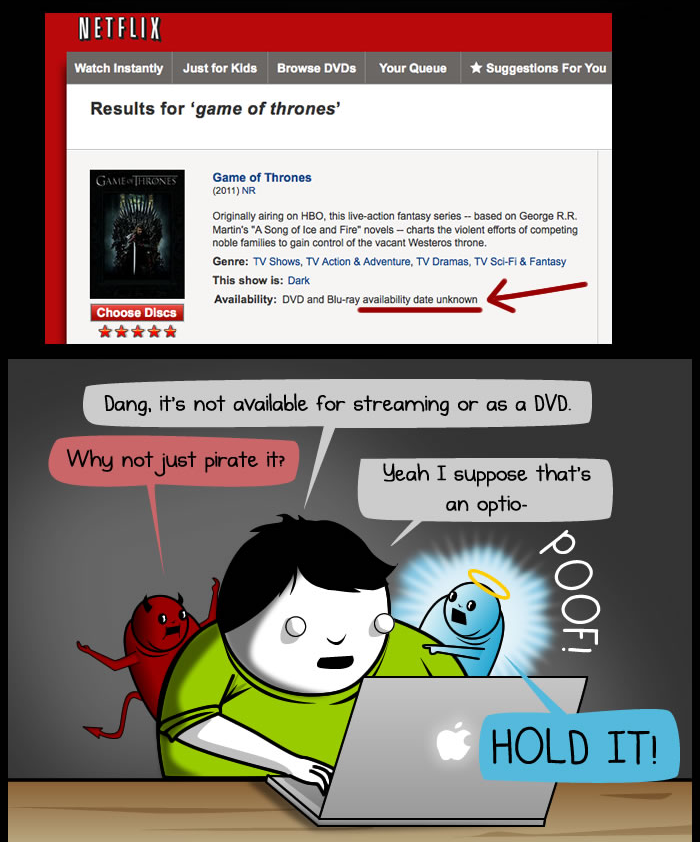 NETFLIX
Watch Instantly Just for Kids Browse DVDs Your Queue ★ Suggestions For You
Results for ‘game of thrones’
GAME OF THRONES
Game of Thrones
(2011) NR
Originally airing on HBO, this live-action fantasy series -- based on George R.R.
Martin's "A Song of Ice and Fire" novels -- charts the violent efforts of competing
noble families to gain control of the vacant Westeros throne.
Genre: TV Shows, TV Action & Adventure, TV Dramas, TV Sci-Fi & Fantasy
This show is: Dark
Availability: DVD and Blu-ray availability date unknown
Choose Discs
Dang, it's not available for streaming or as a DVD.
Why not just pirate it?
Yeah I suppose that's
an optio-
POOF!
HOLD IT!